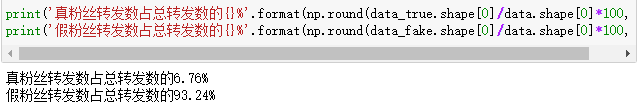 print('真粉丝转发数占总转发数的{}%'.format(np.round(data_true.shape[0]/data.shape[0]*100,
print('假粉丝转发数占总转发数的{}%'.format(np.round(data_fake.shape[0]/data.shape[0]*100,
真粉丝转发数占总转发数的6.76%
假粉丝转发数占总转发数的93.24%